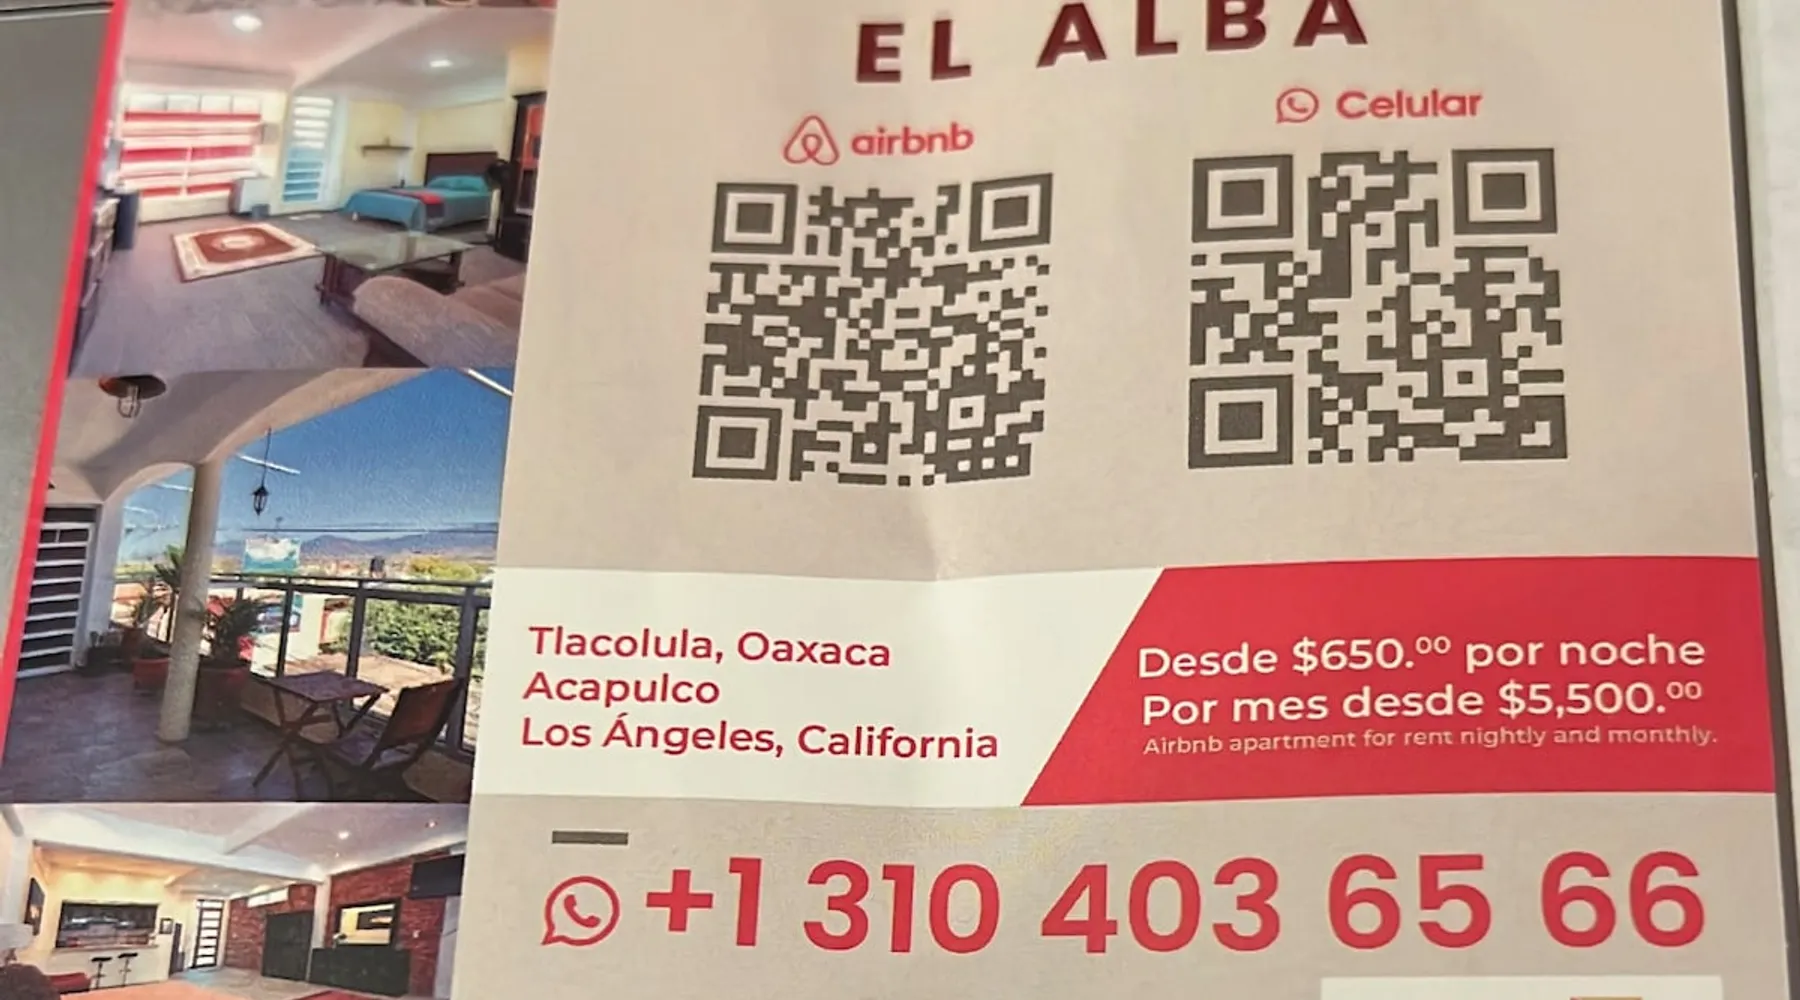 EL ALBA
airbnb
Celular
Tlacolula, Oaxaca
Acapulco
Los Ángeles, California
Desde $650.⁰⁰ por noche
Por mes desde $5,500.⁰⁰
Airbnb apartment for rent nightly and monthly.
+1 310 403 65 66